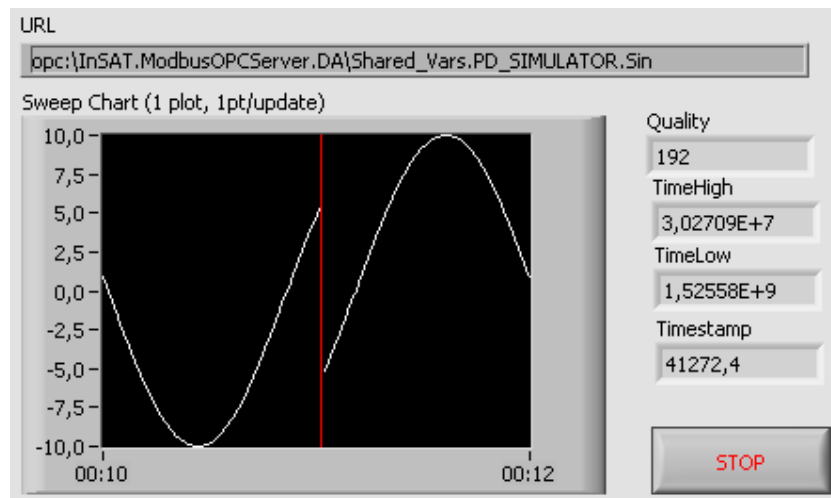 URL
opc:\InSAT.ModbusOPCServer.DA\Shared_Vars.PD_SIMULATOR.Sin
Sweep Chart (1 plot, 1pt/update)
10,0
7,5
5,0
2,5
0,0
-2,5
-5,0
-7,5
-10,0
00:10
00:12
Quality
192
TimeHigh
3,02709E+7
TimeLow
1,52558E+9
Timestamp
41272,4
STOP